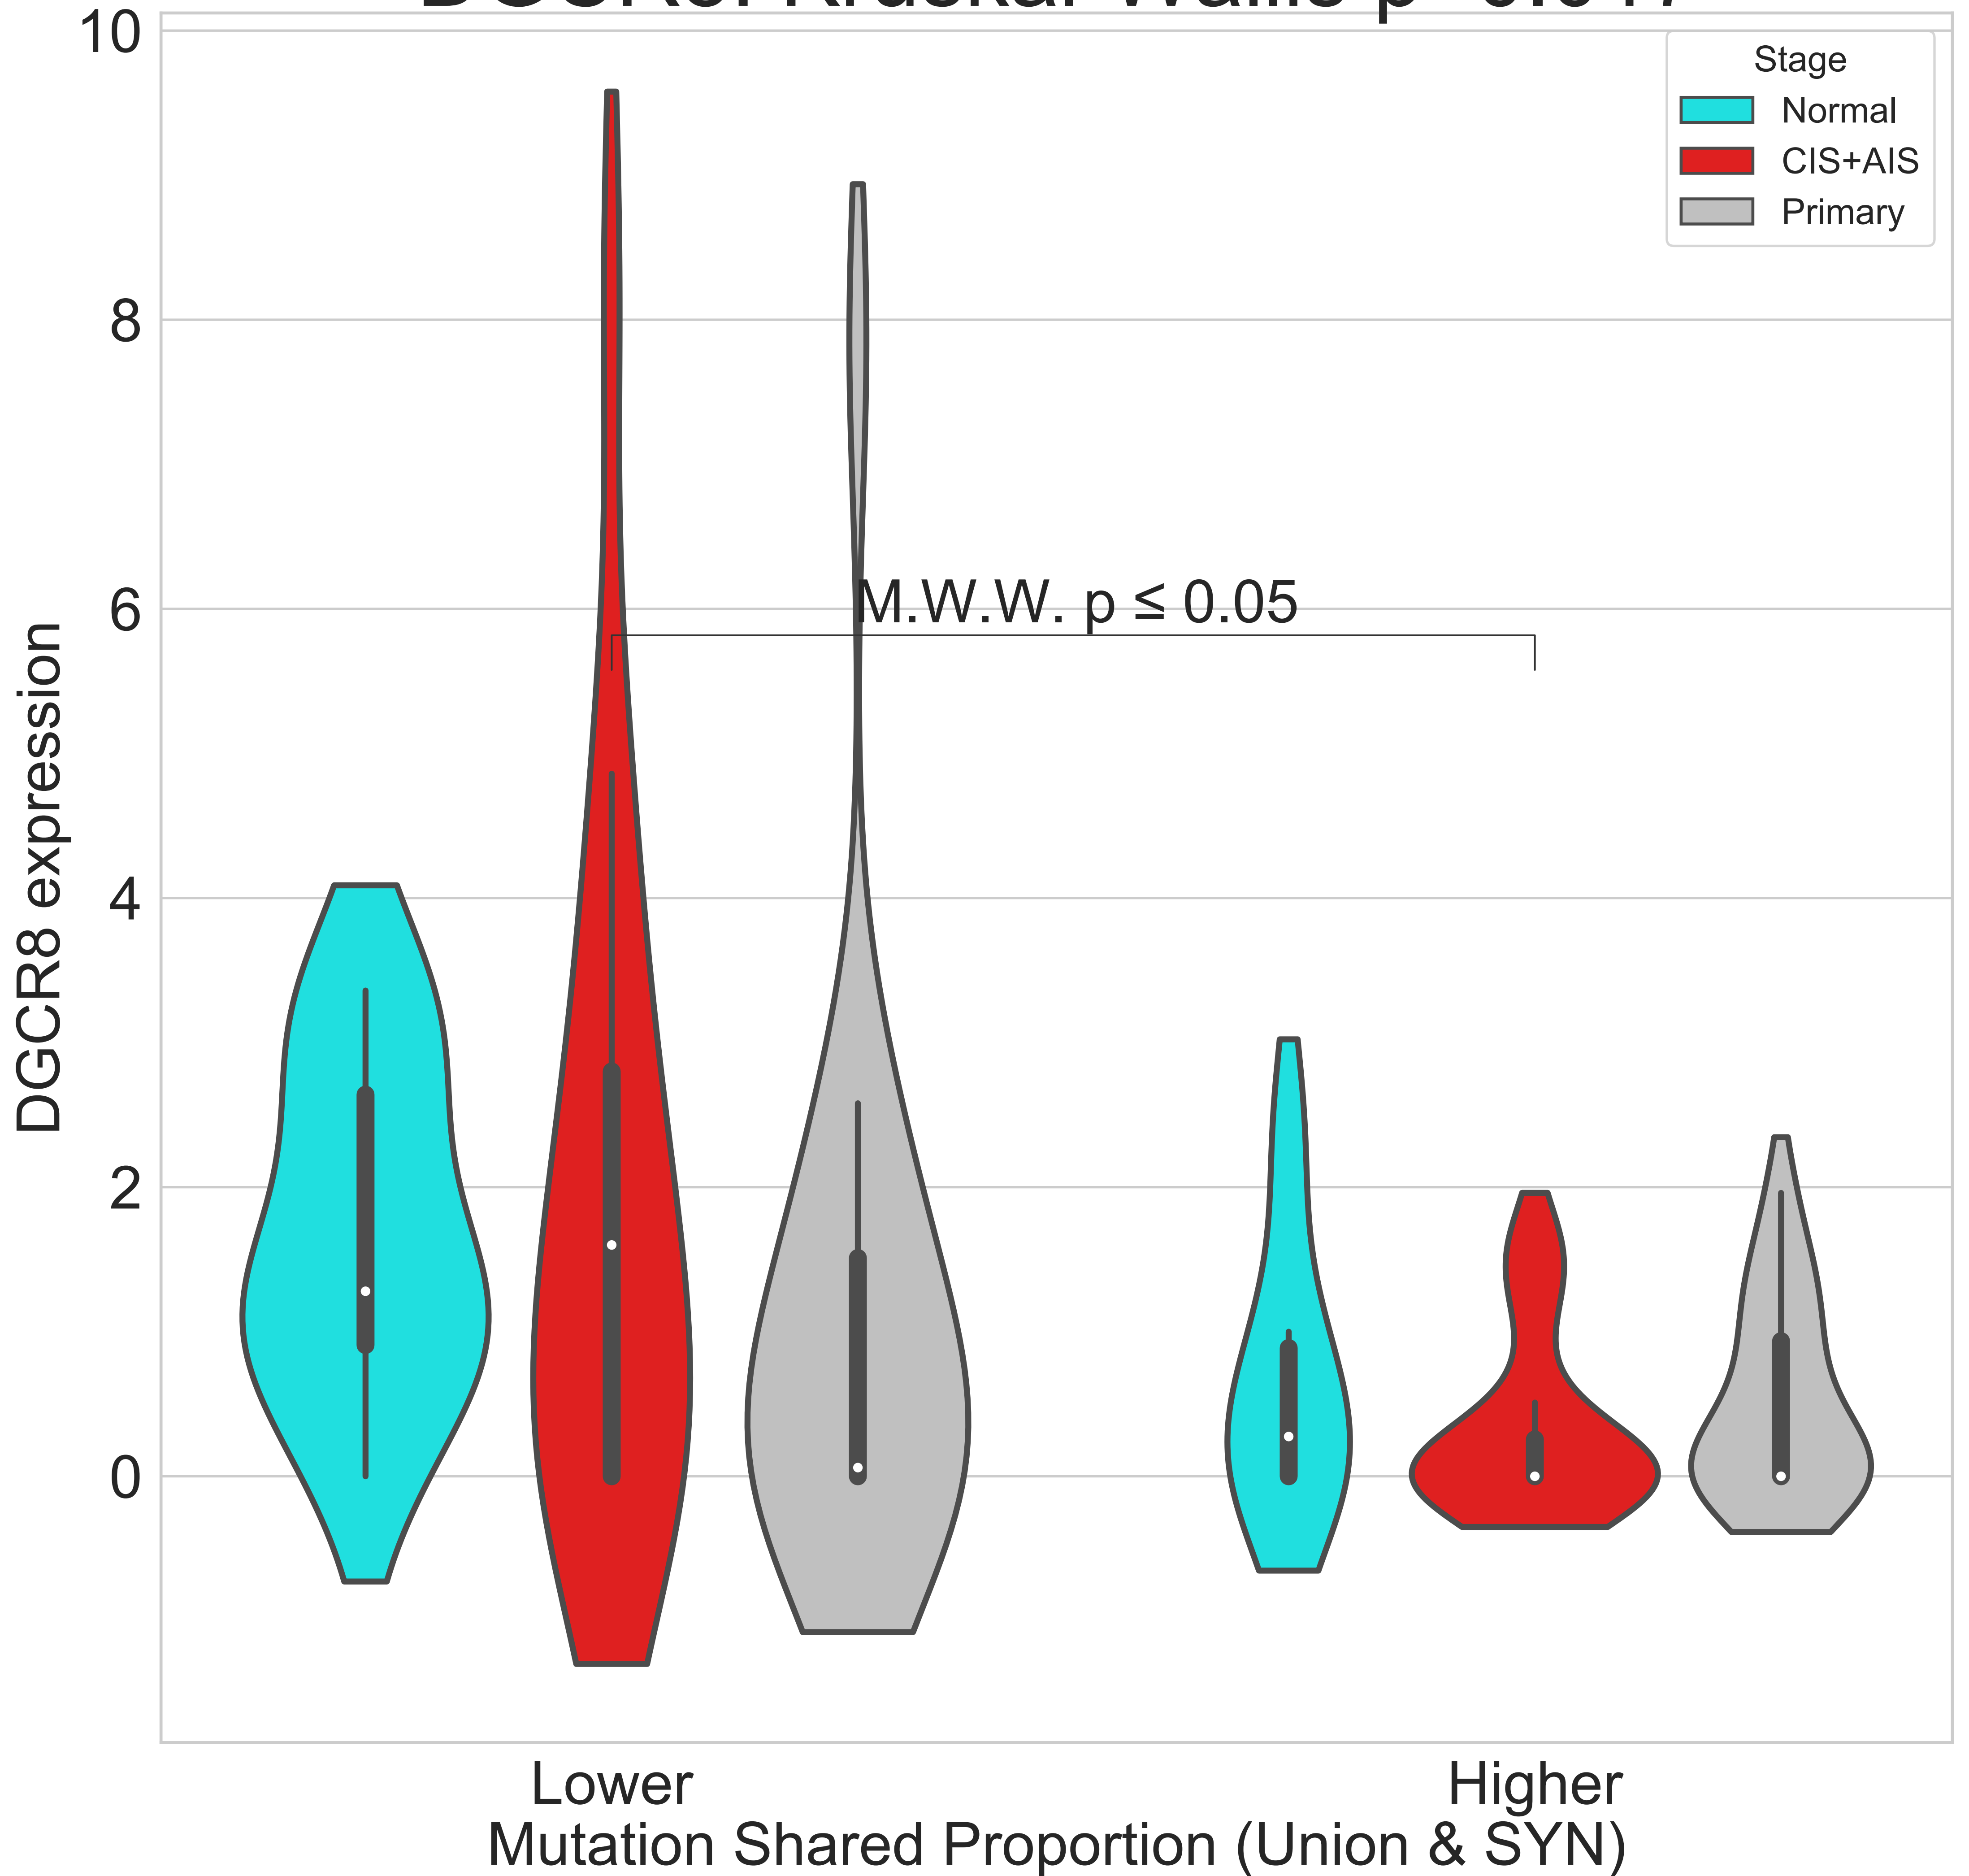 10
Stage
Normal
CIS+AIS
Primary
8
6
M.W.W. p ≤ 0.05
4
2
0
DGCR8 expression
Lower
Higher
Mutation Shared Proportion (Union & SYN)